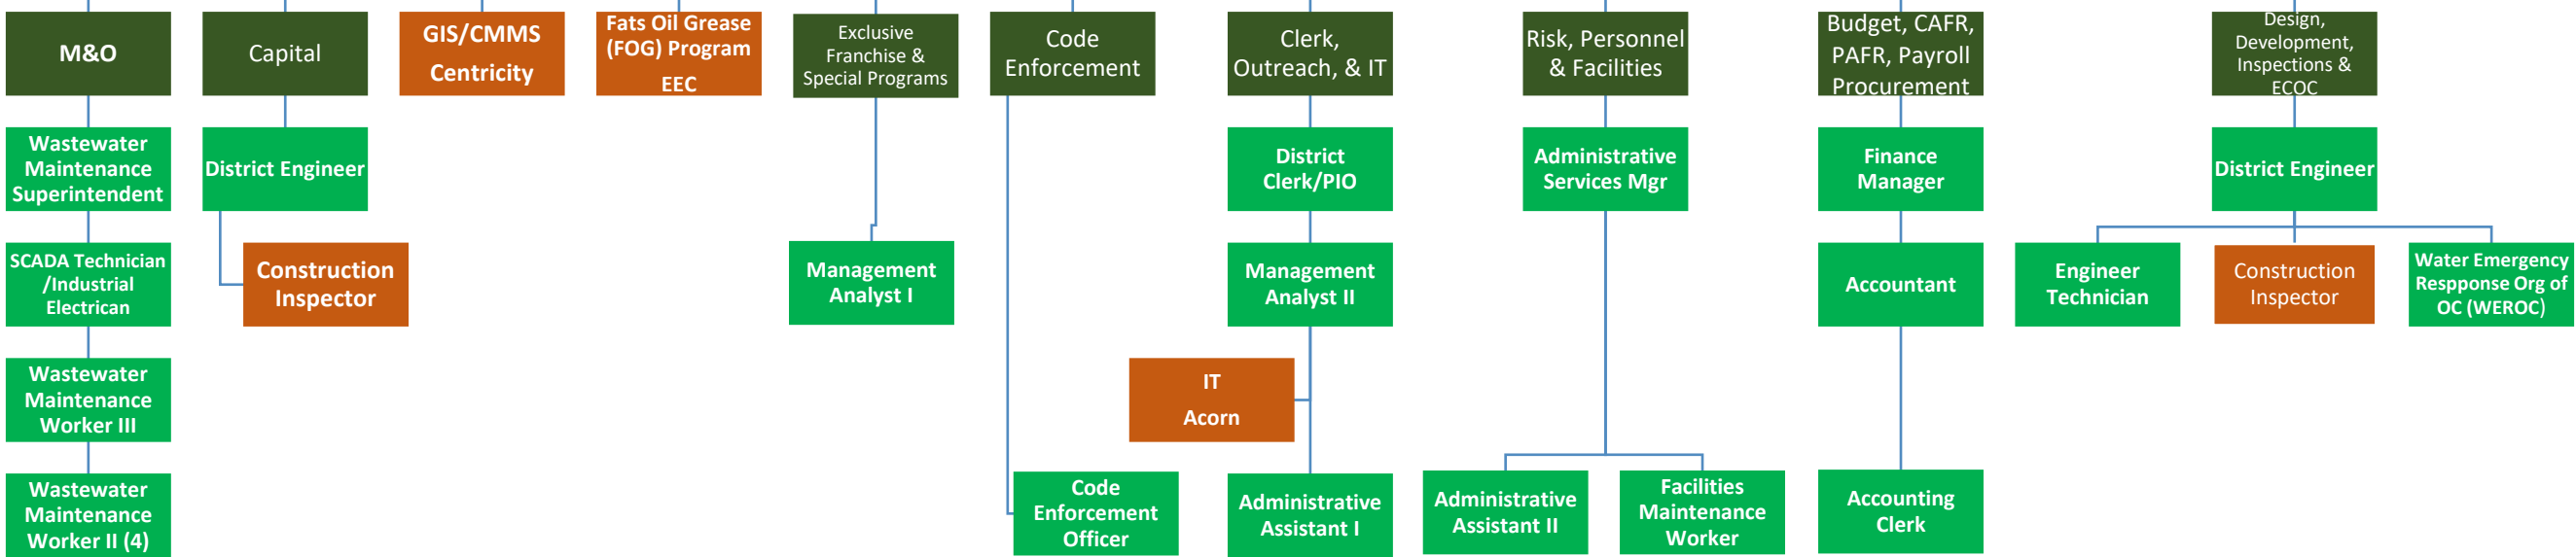 M&O
Capital
GIS/CMMS
Centricity
Fats Oil Grease
(FOG) Program
EEC
Exclusive
Franchise &
Special Programs
Code
Enforcement
Clerk,
Outreach, & IT
Risk, Personnel
& Facilities
Budget, CAFR,
PAFR, Payroll
Procurement
Design,
Development,
Inspections &
ECOC
Wastewater
Maintenance
Superintendent
District Engineer
District
Clerk/PIO
Administrative
Services Mgr
Finance
Manager
District Engineer
SCADA Technician
/Industrial
Electrican
Construction
Inspector
Management
Analyst I
Management
Analyst II
Accountant
Engineer
Technician
Construction
Inspector
Water Emergency
Respponse Org of
OC (WEROC)
Wastewater
Maintenance
Worker III
IT
Acorn
Wastewater
Maintenance
Worker II (4)
Code
Enforcement
Officer
Administrative
Assistant I
Administrative
Assistant II
Facilities
Maintenance
Worker
Accounting
Clerk